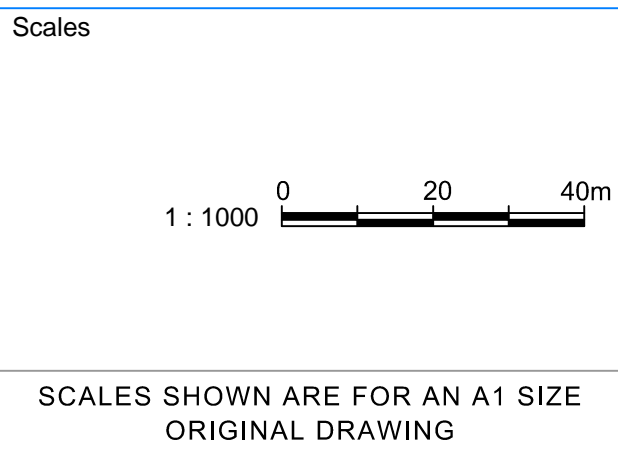 Scales
0 20 40m
1 : 1000
SCALES SHOWN ARE FOR AN A1 SIZE
ORIGINAL DRAWING